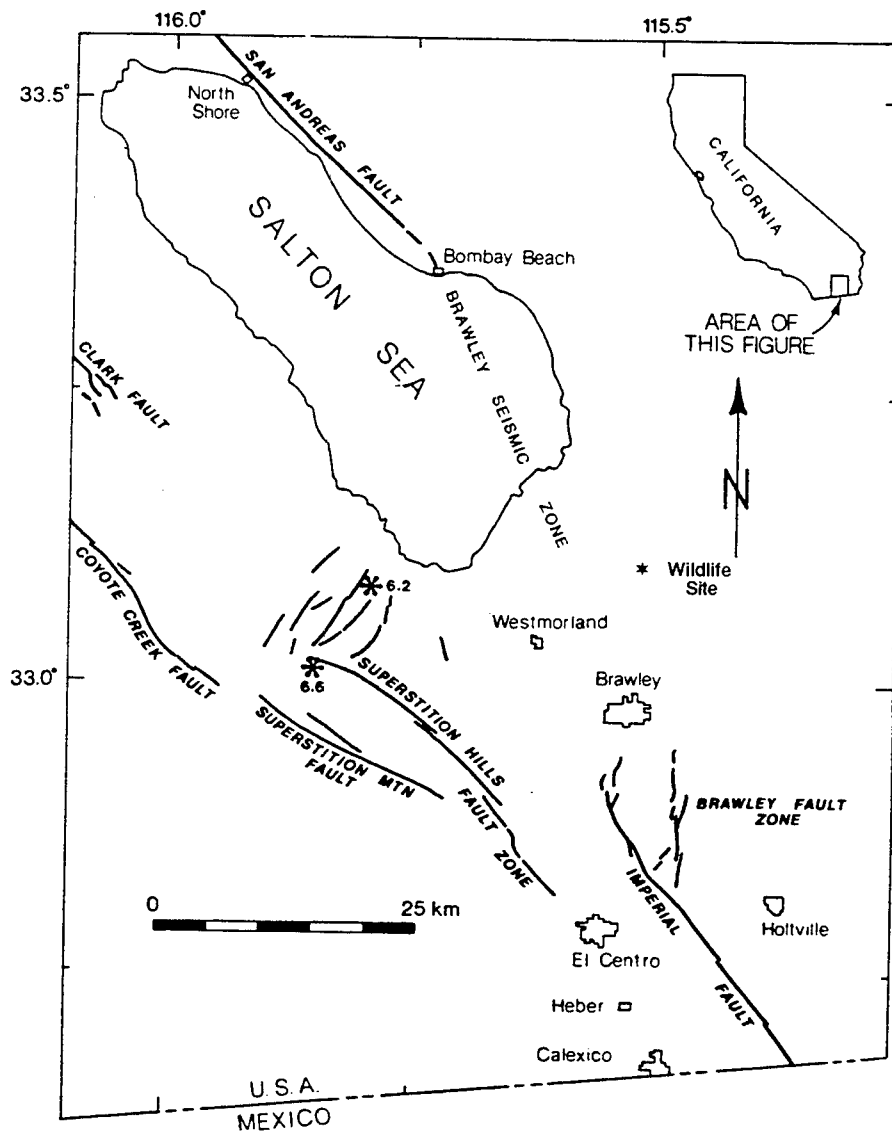 116.0°
115.5°
33.5°
North
Shore
SAN ANDREAS FAULT
SALTON
SEA
Bombay Beach
BRAWLEY SEISMIC ZONE
CALIFORNIA
AREA OF
THIS FIGURE
N
CLARK FAULT
COYOTE CREEK FAULT
6.2
* Wildlife
Site
Westmorland
33.0°
6.6
Brawley
SUPERSTITION HILLS
FAULT ZONE
SUPERSTITION MTN
FAULT
BRAWLEY FAULT
ZONE
IMPERIAL
FAULT
0
25 km
Holtville
El Centro
Heber
Calexico
U.S.A.
MEXICO